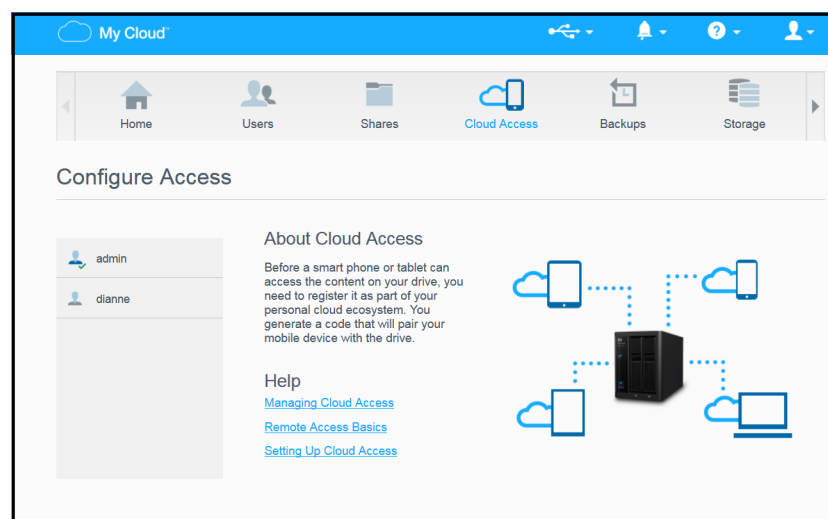 My Cloud™
?
Home Users Shares Cloud Access Backups Storage
Configure Access
admin
dianne
About Cloud Access
Before a smart phone or tablet can
access the content on your drive, you
need to register it as part of your
personal cloud ecosystem. You
generate a code that will pair your
mobile device with the drive.
Help
Managing Cloud Access
Remote Access Basics
Setting Up Cloud Access